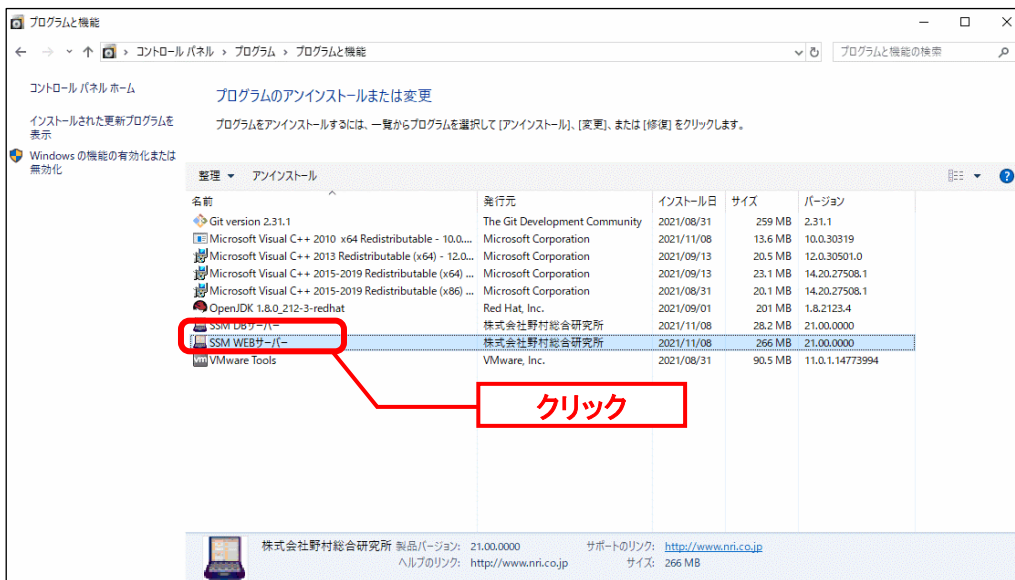 プログラムと機能
コントロール パネル › プログラム › プログラムと機能
プログラムと機能の検索
コントロール パネル ホーム
インストールされた更新プログラムを
表示
Windows の機能の有効化または
無効化
プログラムのアンインストールまたは変更
プログラムをアンインストールするには、一覧からプログラムを選択して [アンインストール]、[変更]、または [修復] をクリックします。
整理 アンインストール
名前 発行元 インストール日 サイズ バージョン
Git version 2.31.1 The Git Development Community 2021/08/31 259 MB 2.31.1
Microsoft Visual C++ 2010 x64 Redistributable - 10.0.... Microsoft Corporation 2021/11/08 13.6 MB 10.0.30319
Microsoft Visual C++ 2013 Redistributable (x64) - 12.0... Microsoft Corporation 2021/09/13 20.5 MB 12.0.30501.0
Microsoft Visual C++ 2015-2019 Redistributable (x64) ... Microsoft Corporation 2021/09/13 23.1 MB 14.20.27508.1
Microsoft Visual C++ 2015-2019 Redistributable (x86) ... Microsoft Corporation 2021/08/31 20.1 MB 14.20.27508.1
OpenJDK 1.8.0_212-3-redhat Red Hat, Inc. 2021/09/01 201 MB 1.8.2123.4
SSM DBサーバー 株式会社野村総合研究所 2021/11/08 28.2 MB 21.00.0000
SSM WEBサーバー 株式会社野村総合研究所 2021/11/08 266 MB 21.00.0000
VMware Tools VMware, Inc. 2021/08/31 90.5 MB 11.0.1.14773994
クリック
株式会社野村総合研究所 製品バージョン: 21.00.0000 サポートのリンク: http://www.nri.co.jp
ヘルプのリンク: http://www.nri.co.jp サイズ: 266 MB